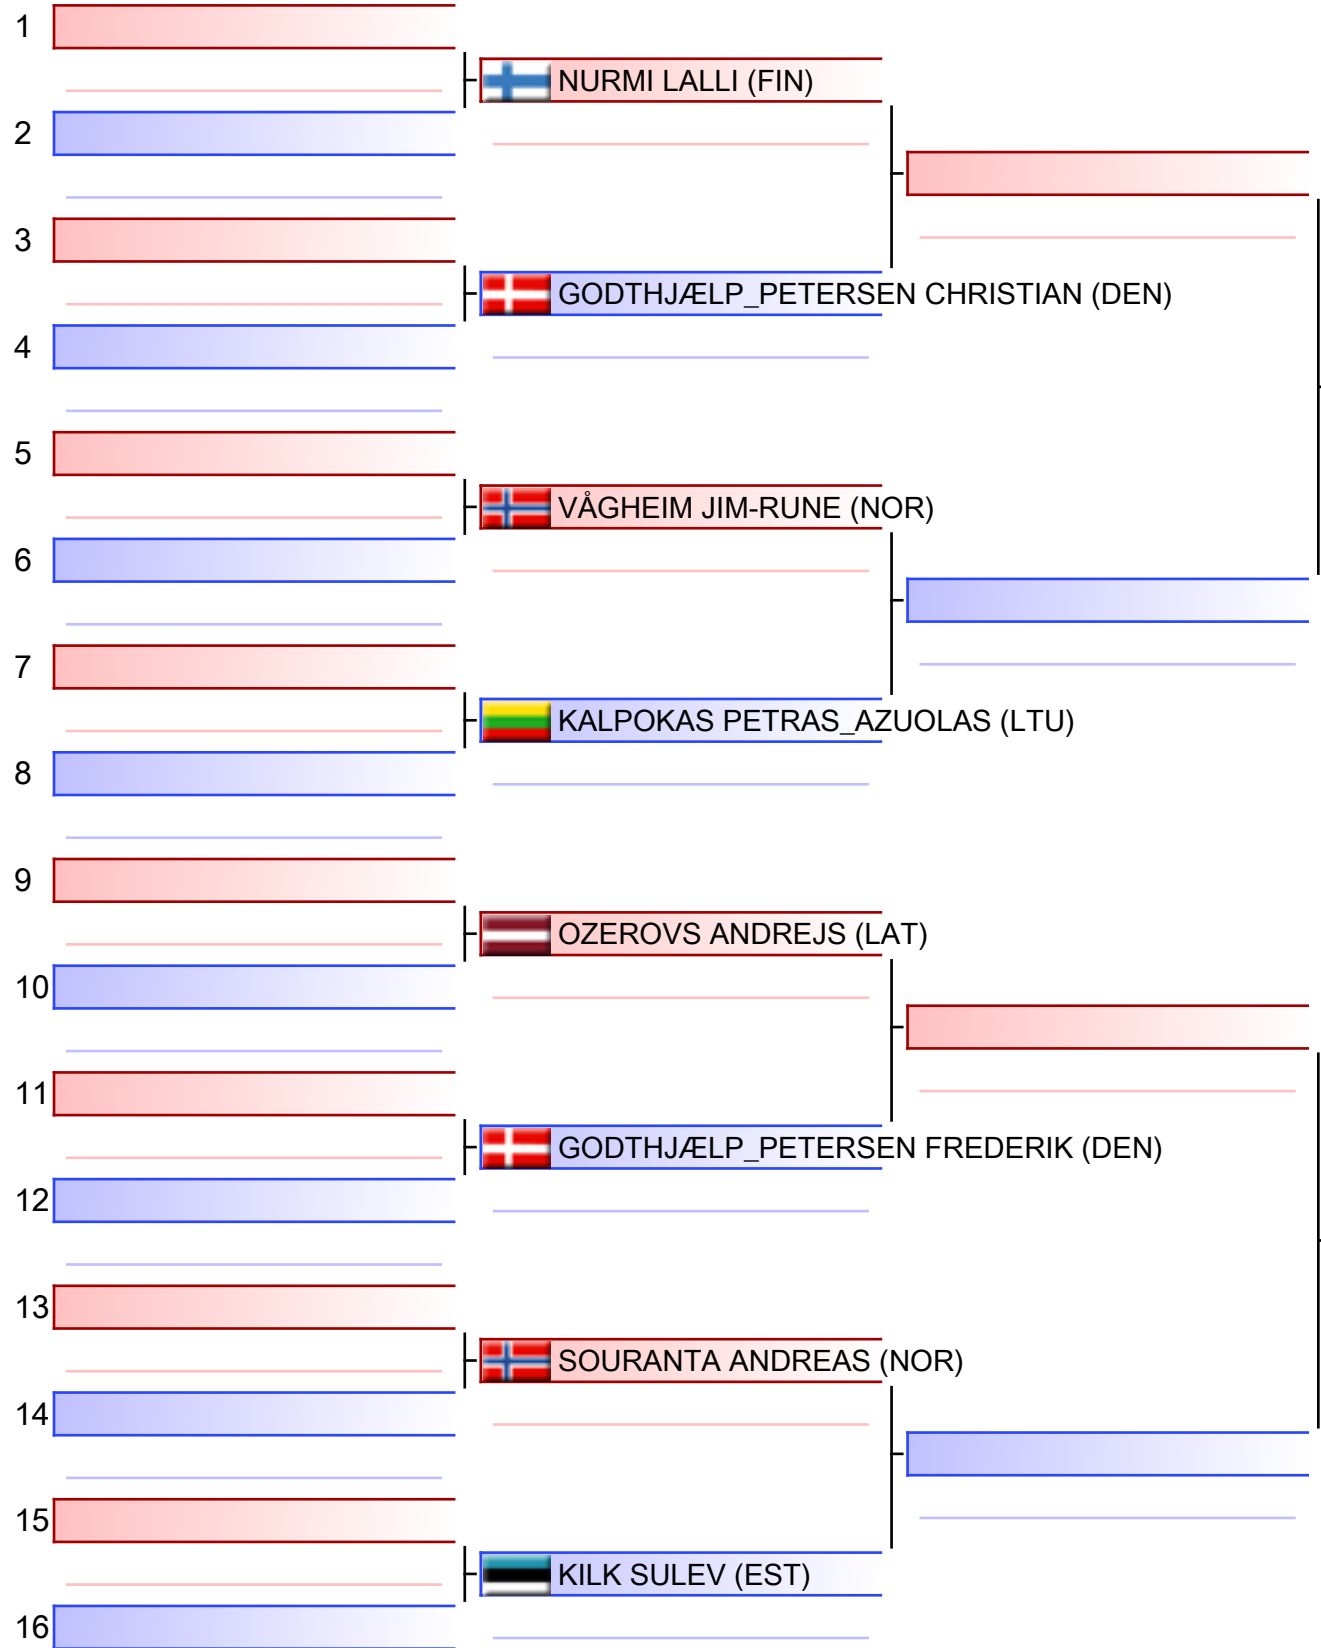 1
NURMI LALLI (FIN)
2
3
GODTHJÆLP_PETERSEN CHRISTIAN (DEN)
4
5
VÅGHEIM JIM-RUNE (NOR)
6
7
KALPOKAS PETRAS_AZUOLAS (LTU)
8
9
OZEROVS ANDREJS (LAT)
10
11
GODTHJÆLP_PETERSEN FREDERIK (DEN)
12
13
SOURANTA ANDREAS (NOR)
14
15
KILK SULEV (EST)
16